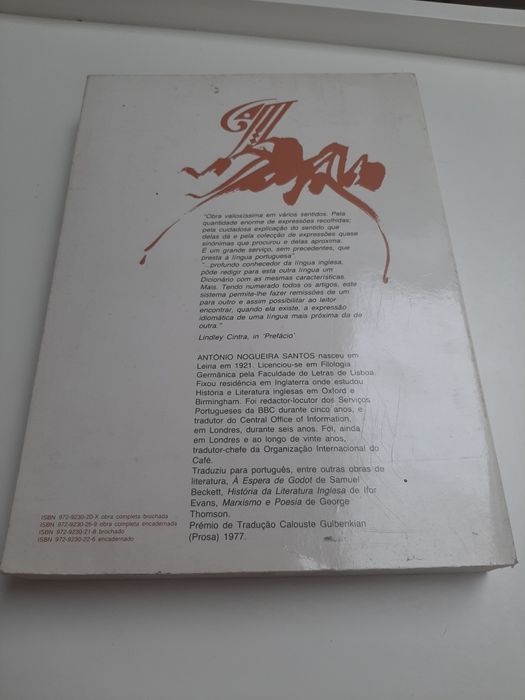 "Obra valiosíssima em vários sentidos. Pela
quantidade enorme de expressões recolhidas;
pela cuidadosa explicação do sentido que
delas dá e pela colecção de expressões quase
sinónimas que procurou e delas aproxima.
É um grande serviço, sem precedentes, que
presta à língua portuguesa"
"...profundo conhecedor da língua inglesa,
pôde redigir para esta outra língua um
Dicionário com as mesmas características.
Mais. Tendo numerado todos os artigos, este
sistema permite-lhe fazer remissões de um
para outro e assim possibilitar ao leitor
encontrar, quando ela existe, a expressão
idiomática de uma língua mais próxima da de
outra."
Lindley Cintra, in 'Prefácio'
ANTÓNIO NOGUEIRA SANTOS nasceu em
Leiria em 1921. Licenciou-se em Filologia
Germânica pela Faculdade de Letras de Lisboa.
Fixou residência em Inglaterra onde estudou
História e Literatura inglesas em Oxford e
Birmingham. Foi redactor-locutor dos Serviços
Portugueses da BBC durante cinco anos, e
tradutor do Central Office of Information,
em Londres, durante seis anos. Foi, ainda
em Londres e ao longo de vinte anos,
tradutor-chefe da Organização Internacional do
Café.
Traduziu para português, entre outras obras de
literatura, À Espera de Godot de Samuel
Beckett, História da Literatura Inglesa de Ifor
Evans, Marxismo e Poesia de George
Thomson.
Prémio de Tradução Calouste Gulbenkian
(Prosa) 1977.
ISBN 972-9230-20-X obra completa brochada
ISBN 972-9230-26-9 obra completa encadernada
ISBN 972-9230-21-8 brochado
ISBN 972-9230-22-6 encadernado